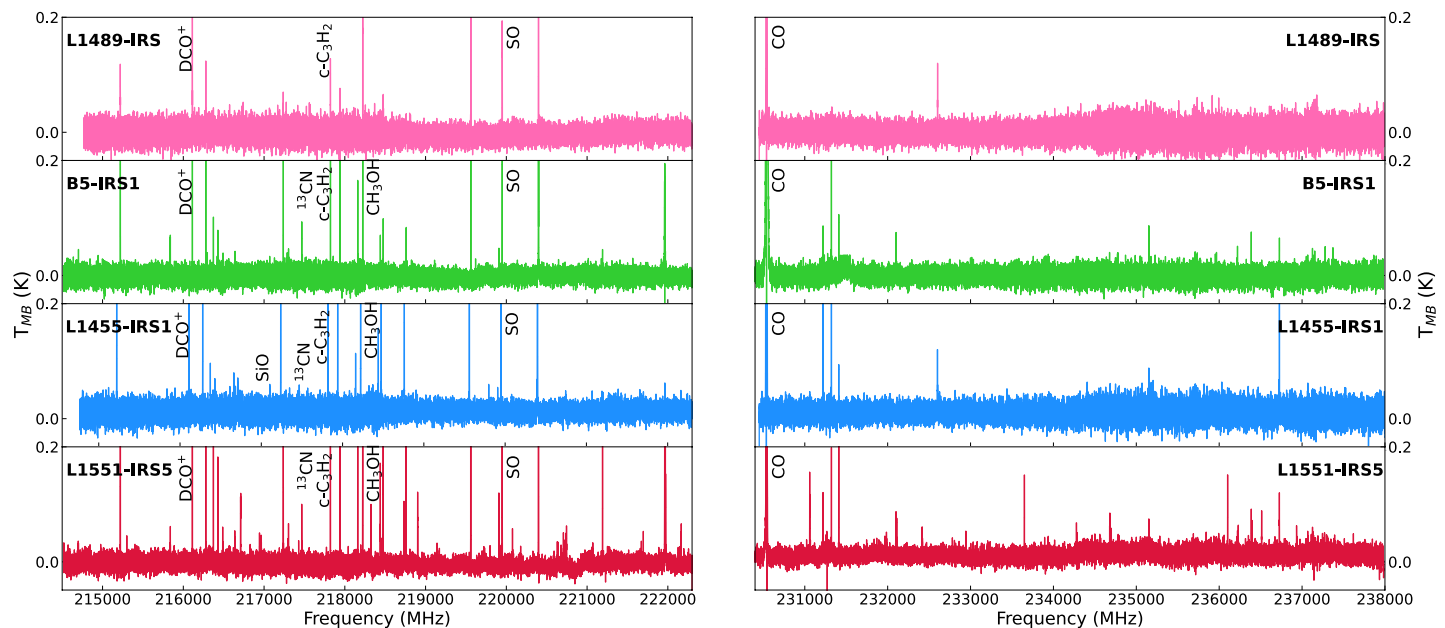 0.2
L1489-IRS
DCO⁺
c-C₃H₂
SO
0.0
CO
L1489-IRS
0.2
0.0
0.2
B5-IRS1
DCO⁺
¹³CN
c-C₃H₂
CH₃OH
SO
0.0
CO
B5-IRS1
0.2
0.0
T_MB (K)
T_MB (K)
0.2
L1455-IRS1
DCO⁺
SiO
¹³CN
c-C₃H₂
CH₃OH
SO
0.0
CO
L1455-IRS1
0.2
0.0
0.2
L1551-IRS5
DCO⁺
¹³CN
c-C₃H₂
CH₃OH
SO
0.0
CO
L1551-IRS5
0.2
0.0
215000 216000 217000 218000 219000 220000 221000 222000
Frequency (MHz)
231000 232000 233000 234000 235000 236000 237000 238000
Frequency (MHz)